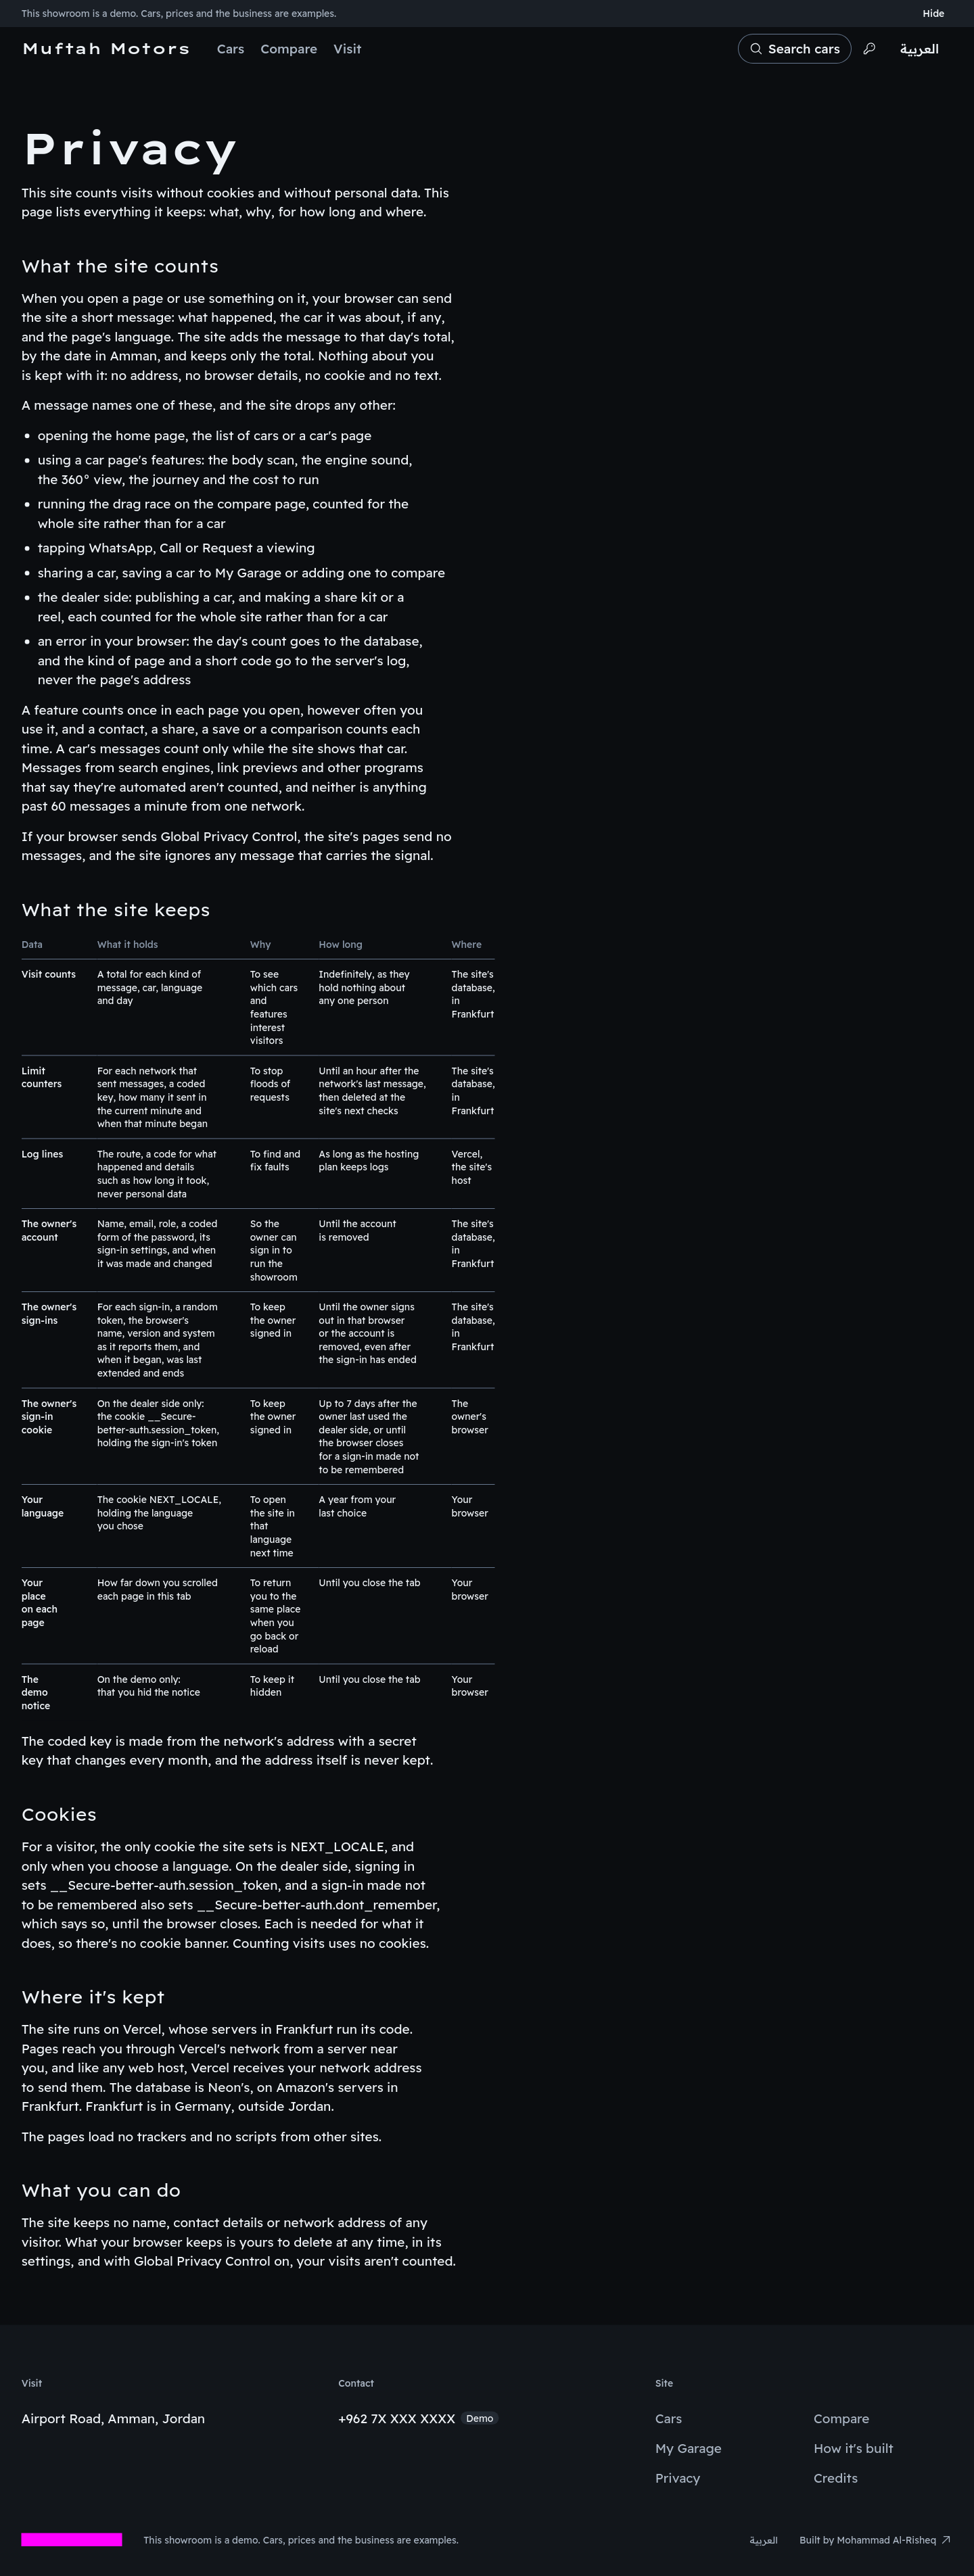 This showroom is a demo. Cars, prices and the business are examples.
Hide
Muftah Motors
Cars
Compare
Visit
Search cars
العربية
Privacy
This site counts visits without cookies and without personal data. This
page lists everything it keeps: what, why, for how long and where.
What the site counts
When you open a page or use something on it, your browser can send
the site a short message: what happened, the car it was about, if any,
and the page's language. The site adds the message to that day's total,
by the date in Amman, and keeps only the total. Nothing about you
is kept with it: no address, no browser details, no cookie and no text.
A message names one of these, and the site drops any other:
• opening the home page, the list of cars or a car's page
• using a car page's features: the body scan, the engine sound,
the 360° view, the journey and the cost to run
• running the drag race on the compare page, counted for the
whole site rather than for a car
• tapping WhatsApp, Call or Request a viewing
• sharing a car, saving a car to My Garage or adding one to compare
• the dealer side: publishing a car, and making a share kit or a
reel, each counted for the whole site rather than for a car
• an error in your browser: the day's count goes to the database,
and the kind of page and a short code go to the server's log,
never the page's address
A feature counts once in each page you open, however often you
use it, and a contact, a share, a save or a comparison counts each
time. A car's messages count only while the site shows that car.
Messages from search engines, link previews and other programs
that say they're automated aren't counted, and neither is anything
past 60 messages a minute from one network.
If your browser sends Global Privacy Control, the site's pages send no
messages, and the site ignores any message that carries the signal.
What the site keeps
Data
What it holds
Why
How long
Where
Visit counts
A total for each kind of
message, car, language
and day
To see
which cars
and
features
interest
visitors
Indefinitely, as they
hold nothing about
any one person
The site's
database,
in
Frankfurt
Limit
counters
For each network that
sent messages, a coded
key, how many it sent in
the current minute and
when that minute began
To stop
floods of
requests
Until an hour after the
network's last message,
then deleted at the
site's next checks
The site's
database,
in
Frankfurt
Log lines
The route, a code for what
happened and details
such as how long it took,
never personal data
To find and
fix faults
As long as the hosting
plan keeps logs
Vercel,
the site's
host
The owner's
account
Name, email, role, a coded
form of the password, its
sign-in settings, and when
it was made and changed
So the
owner can
sign in to
run the
showroom
Until the account
is removed
The site's
database,
in
Frankfurt
The owner's
sign-ins
For each sign-in, a random
token, the browser's
name, version and system
as it reports them, and
when it began, was last
extended and ends
To keep
the owner
signed in
Until the owner signs
out in that browser
or the account is
removed, even after
the sign-in has ended
The site's
database,
in
Frankfurt
The owner's
sign-in
cookie
On the dealer side only:
the cookie __Secure-
better-auth.session_token,
holding the sign-in's token
To keep
the owner
signed in
Up to 7 days after the
owner last used the
dealer side, or until
the browser closes
for a sign-in made not
to be remembered
The
owner's
browser
Your
language
The cookie NEXT_LOCALE,
holding the language
you chose
To open
the site in
that
language
next time
A year from your
last choice
Your
browser
Your
place
on each
page
How far down you scrolled
each page in this tab
To return
you to the
same place
when you
go back or
reload
Until you close the tab
Your
browser
The
demo
notice
On the demo only:
that you hid the notice
To keep it
hidden
Until you close the tab
Your
browser
The coded key is made from the network's address with a secret
key that changes every month, and the address itself is never kept.
Cookies
For a visitor, the only cookie the site sets is NEXT_LOCALE, and
only when you choose a language. On the dealer side, signing in
sets __Secure-better-auth.session_token, and a sign-in made not
to be remembered also sets __Secure-better-auth.dont_remember,
which says so, until the browser closes. Each is needed for what it
does, so there's no cookie banner. Counting visits uses no cookies.
Where it's kept
The site runs on Vercel, whose servers in Frankfurt run its code.
Pages reach you through Vercel's network from a server near
you, and like any web host, Vercel receives your network address
to send them. The database is Neon's, on Amazon's servers in
Frankfurt. Frankfurt is in Germany, outside Jordan.
The pages load no trackers and no scripts from other sites.
What you can do
The site keeps no name, contact details or network address of any
visitor. What your browser keeps is yours to delete at any time, in its
settings, and with Global Privacy Control on, your visits aren't counted.
Visit
Airport Road, Amman, Jordan
Contact
+962 7X XXX XXXX Demo
Site
Cars
Compare
My Garage
How it's built
Privacy
Credits
This showroom is a demo. Cars, prices and the business are examples.
العربية
Built by Mohammad Al-Risheq